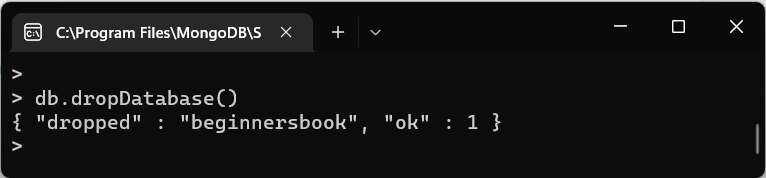 C:\Program Files\MongoDB\S
>
> db.dropDatabase()
{ "dropped" : "beginnersbook", "ok" : 1 }
>